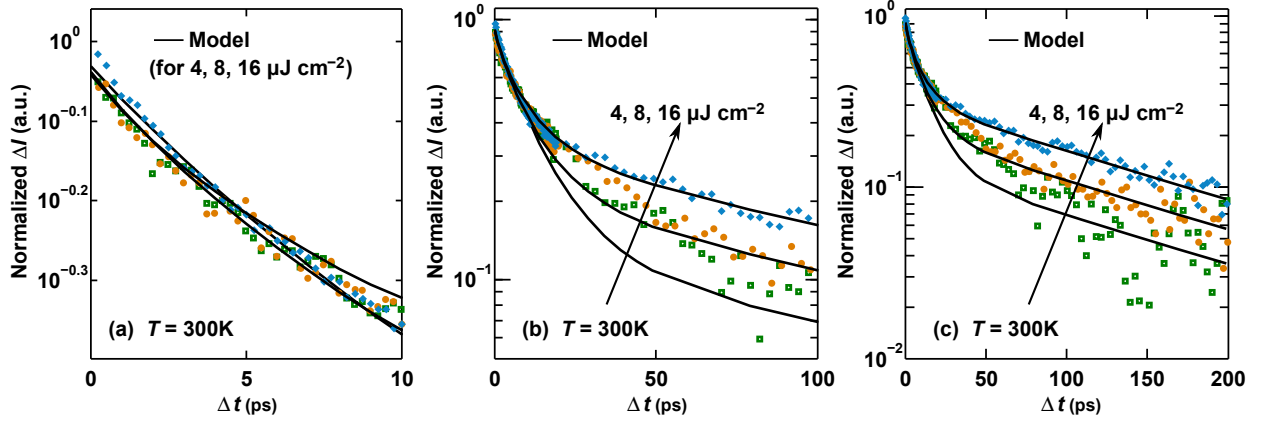 Normalized ΔI (a.u.)
10⁰
10⁻⁰·¹
10⁻⁰·²
10⁻⁰·³
Model
(for 4, 8, 16 μJ cm⁻²)
(a) T = 300K
0 5 10
Δ t (ps)
Normalized ΔI (a.u.)
10⁰
10⁻¹
Model
4, 8, 16 μJ cm⁻²
(b) T = 300K
0 50 100
Δ t (ps)
Normalized ΔI (a.u.)
10⁰
10⁻¹
10⁻²
Model
4, 8, 16 μJ cm⁻²
(c) T = 300K
0 50 100 150 200
Δ t (ps)